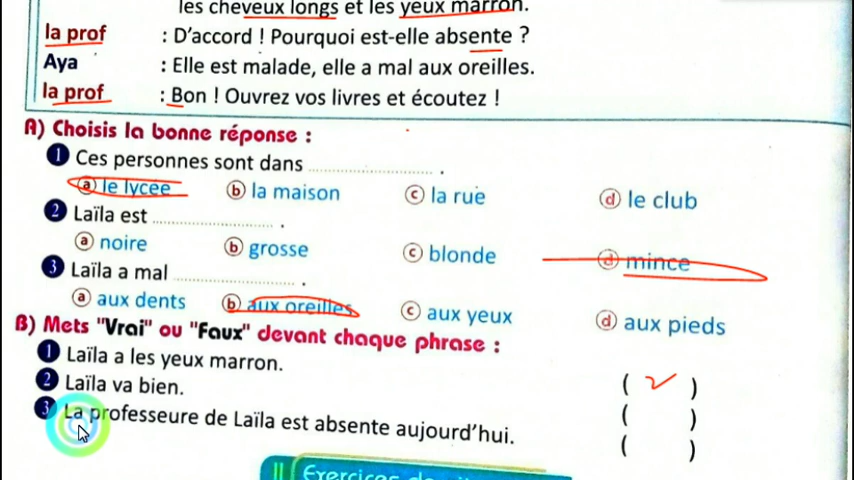 les cheveux longs et les yeux marron.
la prof : D'accord ! Pourquoi est-elle absente ?
Aya : Elle est malade, elle a mal aux oreilles.
la prof : Bon ! Ouvrez vos livres et écoutez !
A) Choisis la bonne réponse :
1 Ces personnes sont dans .................... .
a le lycée b la maison c la rue d le club
2 Laïla est .................... .
a noire b grosse c blonde d mince
3 Laïla a mal .................... .
a aux dents b aux oreilles c aux yeux d aux pieds
B) Mets "Vrai" ou "Faux" devant chaque phrase :
1 Laïla a les yeux marron. ( ✓ )
2 Laïla va bien. ( )
3 La professeure de Laïla est absente aujourd'hui. ( )
II